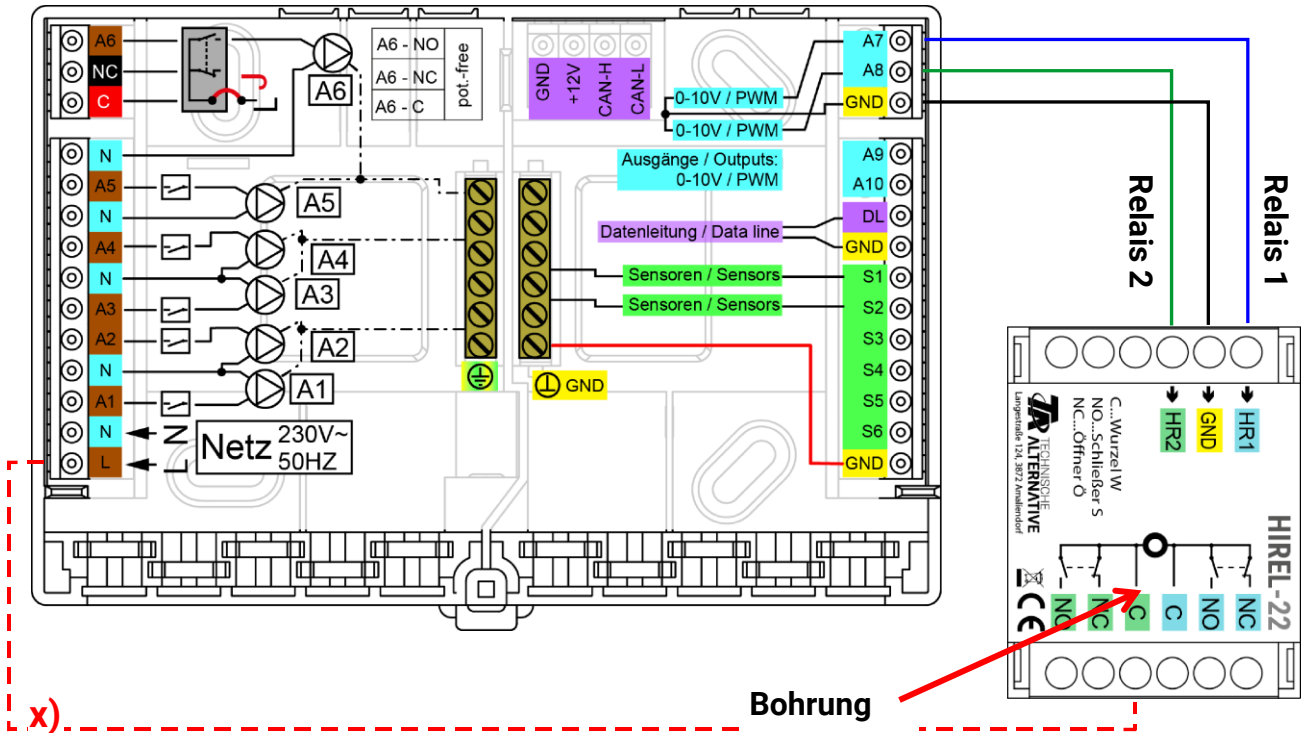 A6
NC
C
N
A5
N
A4
N
A3
A2
N
A1
N
L
J
L
A6
A6 - NO
A6 - NC
A6 - C
pot.-free
GND
+12V
CAN-H
CAN-L
0-10V / PWM
0-10V / PWM
Ausgänge / Outputs:
0-10V / PWM
Datenleitung / Data line
Sensoren / Sensors
Sensoren / Sensors
A5
A4
A3
A2
A1
N
L
Netz 230V~
50HZ
GND
A7
A8
GND
A9
A10
DL
GND
S1
S2
S3
S4
S5
S6
GND
Relais 2
Relais 1
HR2
GND
HR1
C...Wurzel W
NO...Schließer S
NC...Öffner Ö
TA
TECHNISCHE
ALTERNATIVE
Langestraße 124, 3872 Amaliendorf
HIREL-22
CE
NO
NC
C
C
NO
NC
Bohrung
x)